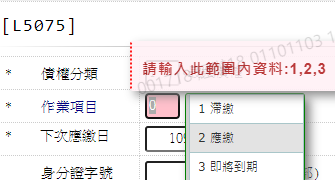 [L5075]
請輸入此範圍內資料:1,2,3
* 債權分類
* 作業項目 0
1 滯繳
* 下次應繳日 109
2 應繳
3 即將到期
身分證字號